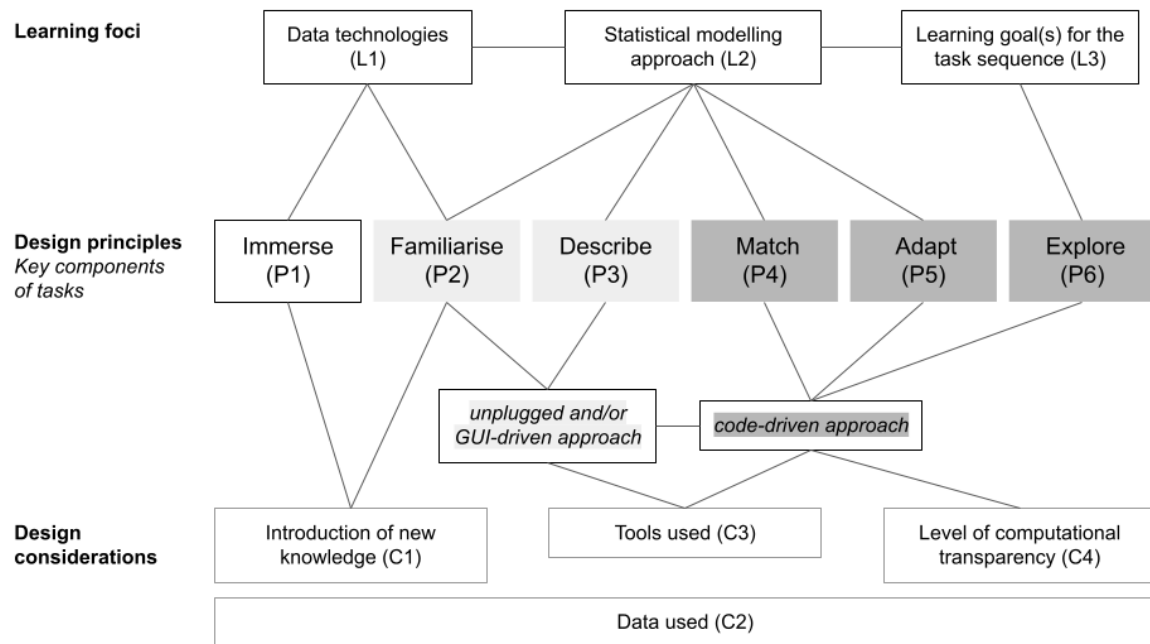 Learning foci
Data technologies
(L1)
Statistical modelling
approach (L2)
Learning goal(s) for the
task sequence (L3)
Design principles
Key components
of tasks
Immerse
(P1)
Familiarise
(P2)
Describe
(P3)
Match
(P4)
Adapt
(P5)
Explore
(P6)
unplugged and/or
GUI-driven approach
code-driven approach
Design
considerations
Introduction of new
knowledge (C1)
Tools used (C3)
Level of computational
transparency (C4)
Data used (C2)